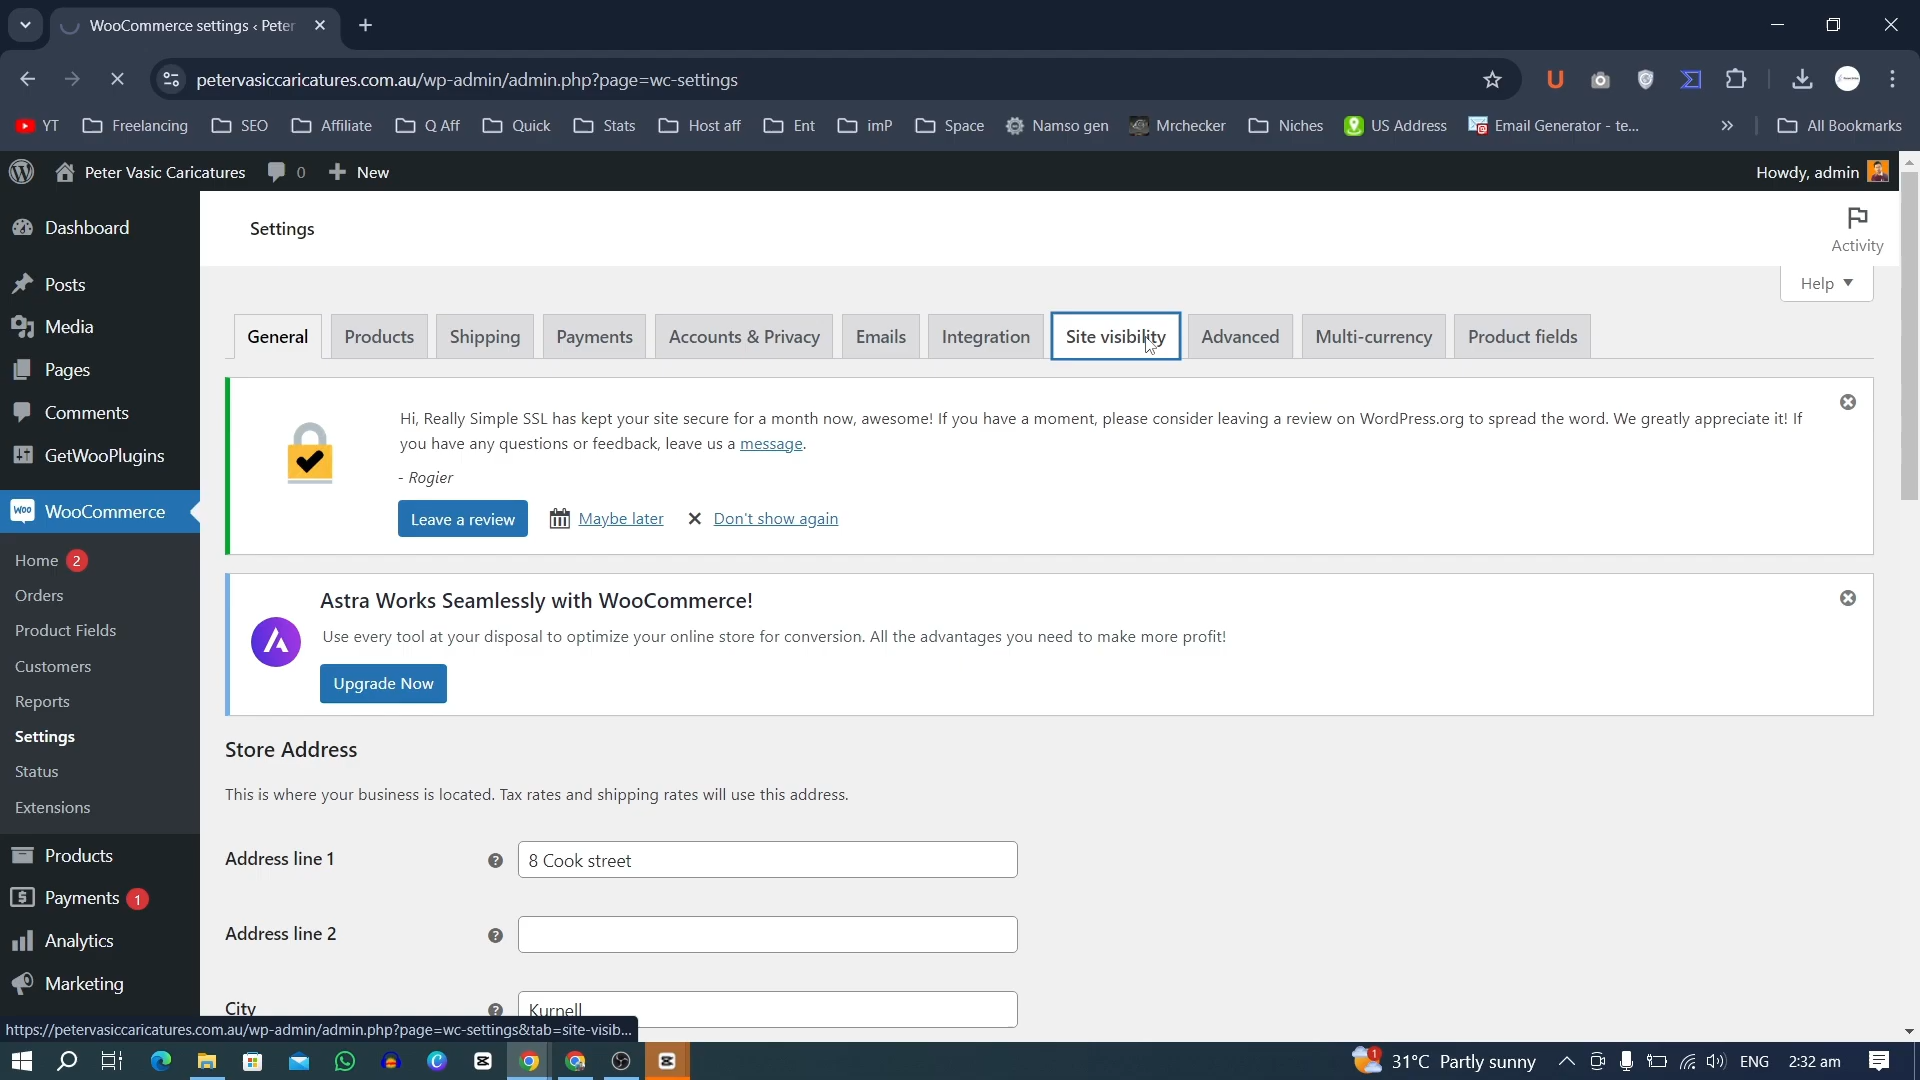 WooCommerce settings ‹ Peter
petervasiccaricatures.com.au/wp-admin/admin.php?page=wc-settings
YT Freelancing SEO Affiliate Q Aff Quick Stats Host aff Ent imP Space Namso gen Mrchecker Niches US Address Email Generator - te... » All Bookmarks
Peter Vasic Caricatures 0 New Howdy, admin
Settings
Activity
Help
General Products Shipping Payments Accounts & Privacy Emails Integration Site visibility Advanced Multi-currency Product fields
Dashboard
Posts
Media
Pages
Comments
GetWooPlugins
WooCommerce
Home 2
Orders
Product Fields
Customers
Reports
Settings
Status
Extensions
Products
Payments 1
Analytics
Marketing
Hi, Really Simple SSL has kept your site secure for a month now, awesome! If you have a moment, please consider leaving a review on WordPress.org to spread the word. We greatly appreciate it! If
you have any questions or feedback, leave us a message.
- Rogier
Leave a review Maybe later Don't show again
Astra Works Seamlessly with WooCommerce!
Use every tool at your disposal to optimize your online store for conversion. All the advantages you need to make more profit!
Upgrade Now
Store Address
This is where your business is located. Tax rates and shipping rates will use this address.
Address line 1 8 Cook street
Address line 2
City Kurnell
https://petervasiccaricatures.com.au/wp-admin/admin.php?page=wc-settings&tab=site-visib...
1 31°C Partly sunny ENG 2:32 am